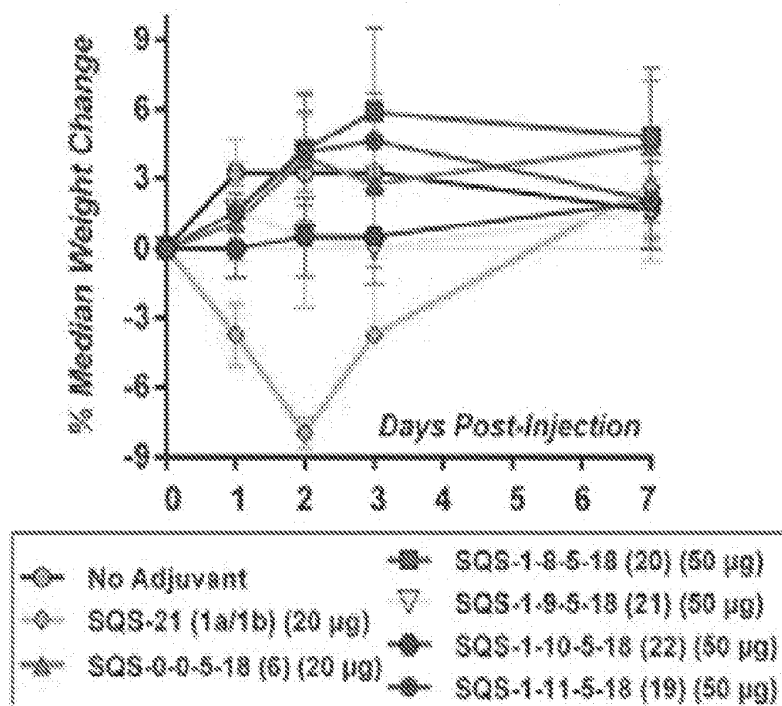 % Median Weight Change
9
6
3
0
-3
-6
-9
Days Post-Injection
0 1 2 3 4 5 6 7
No Adjuvant
SQS-21 (1a/1b) (20 µg)
SQS-0-0-5-18 (6) (20 µg)
SQS-1-8-5-18 (20) (50 µg)
SQS-1-9-5-18 (21) (50 µg)
SQS-1-10-5-18 (22) (50 µg)
SQS-1-11-5-18 (19) (50 µg)